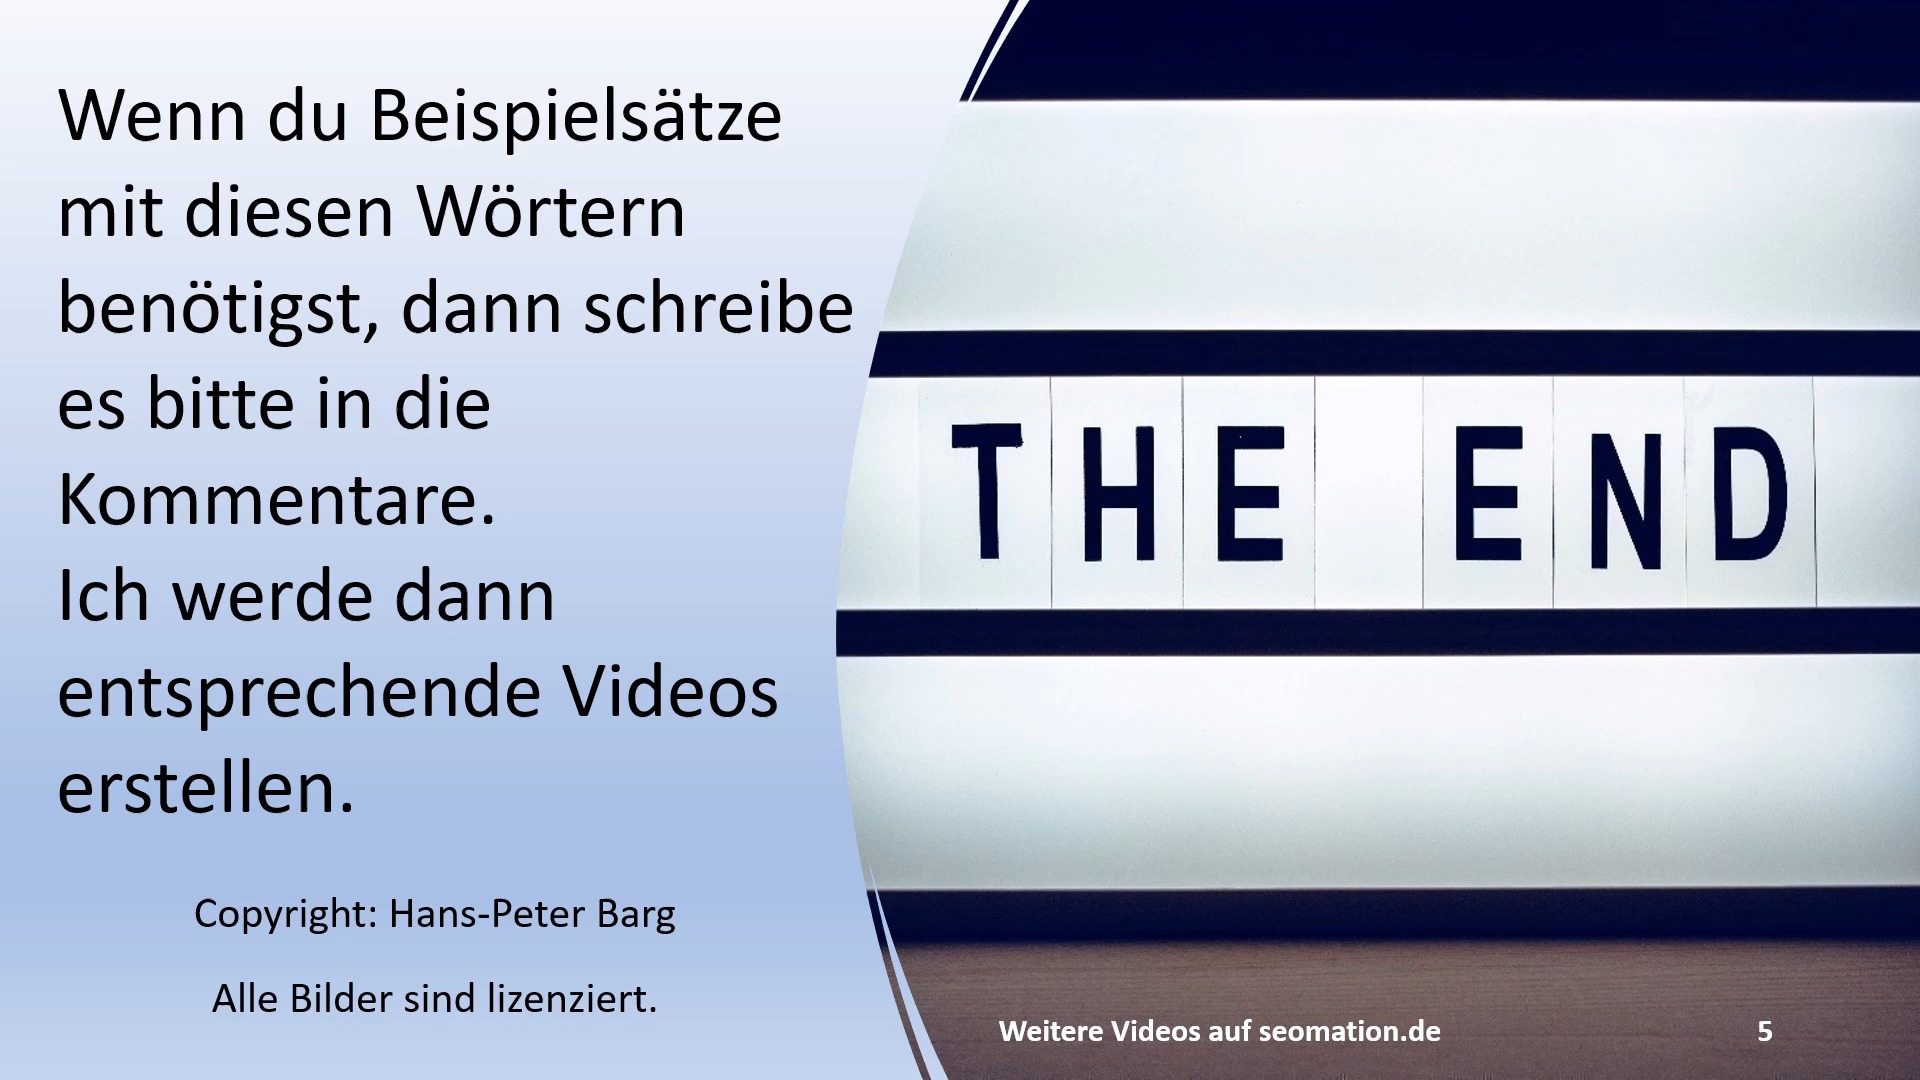 Wenn du Beispielsätze
mit diesen Wörtern
benötigst, dann schreibe
es bitte in die
Kommentare.
Ich werde dann
entsprechende Videos
erstellen.
Copyright: Hans-Peter Barg
Alle Bilder sind lizenziert.
THE END
Weitere Videos auf seomation.de
5